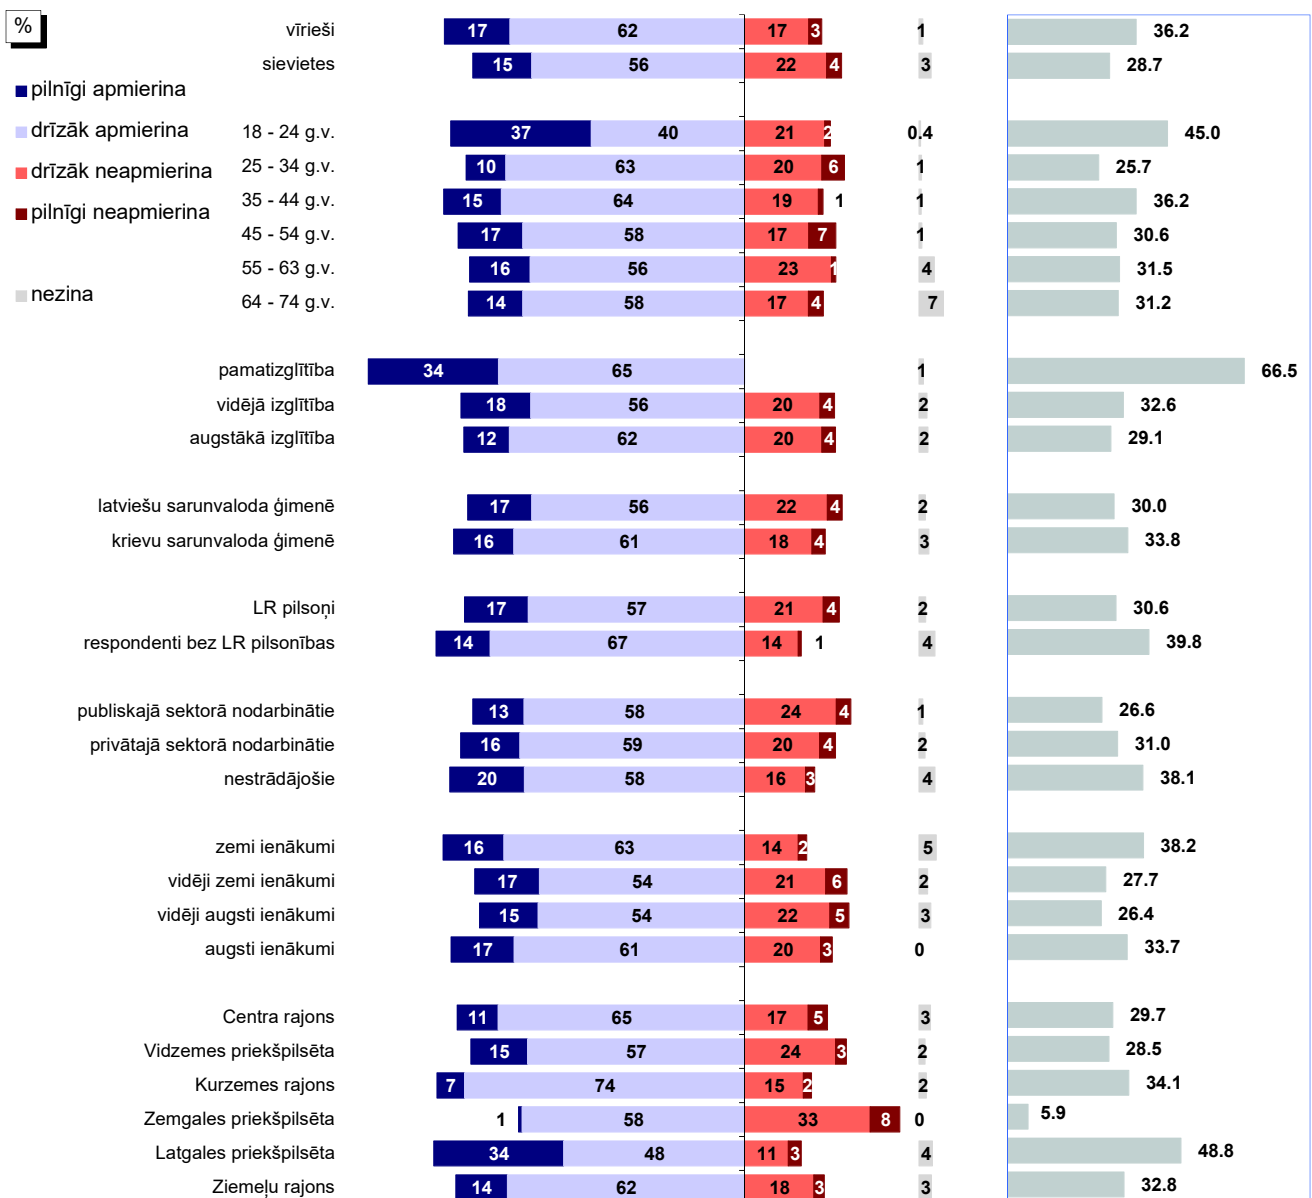 %
vīrieši 17 62 17 3 1 36.2
sievietes 15 56 22 4 3 28.7
pilnīgi apmierina
drīzāk apmierina 18 - 24 g.v. 37 40 21 2 0.4 45.0
drīzāk neapmierina 25 - 34 g.v. 10 63 20 6 1 25.7
35 - 44 g.v. 15 64 19 1 1 36.2
pilnīgi neapmierina
45 - 54 g.v. 17 58 17 7 1 30.6
55 - 63 g.v. 16 56 23 1 4 31.5
nezina 64 - 74 g.v. 14 58 17 4 7 31.2
pamatizglītība 34 65 1 66.5
vidējā izglītība 18 56 20 4 2 32.6
augstākā izglītība 12 62 20 4 2 29.1
latviešu sarunvaloda ģimenē 17 56 22 4 2 30.0
krievu sarunvaloda ģimenē 16 61 18 4 3 33.8
LR pilsoņi 17 57 21 4 2 30.6
respondenti bez LR pilsonības 14 67 14 1 4 39.8
publiskajā sektorā nodarbinātie 13 58 24 4 1 26.6
privātajā sektorā nodarbinātie 16 59 20 4 2 31.0
nestrādājošie 20 58 16 3 4 38.1
zemi ienākumi 16 63 14 2 5 38.2
vidēji zemi ienākumi 17 54 21 6 2 27.7
vidēji augsti ienākumi 15 54 22 5 3 26.4
augsti ienākumi 17 61 20 3 0 33.7
Centra rajons 11 65 17 5 3 29.7
Vidzemes priekšpilsēta 15 57 24 3 2 28.5
Kurzemes rajons 7 74 15 2 2 34.1
Zemgales priekšpilsēta 1 58 33 8 0 5.9
Latgales priekšpilsēta 34 48 11 3 4 48.8
Ziemeļu rajons 14 62 18 3 3 32.8